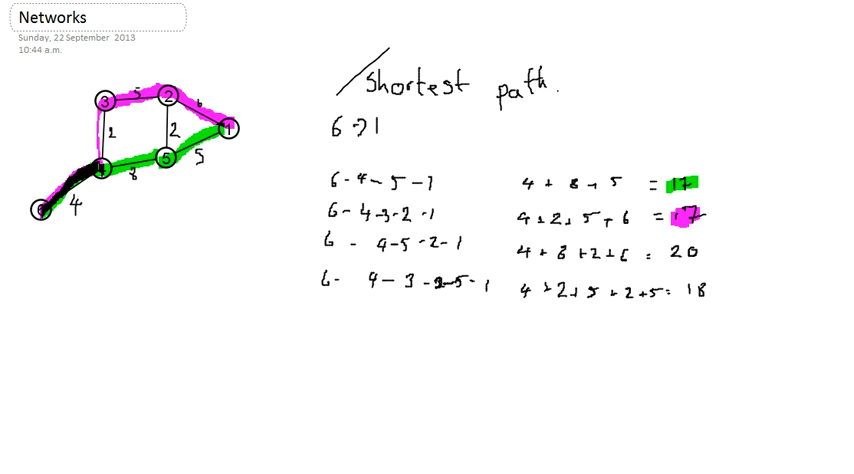 Networks
Sunday, 22 September 2013
10:44 a.m.
Shortest path.
6 → 1
3 5 2 6
2 2 1
4 8 5 5
6 4
6 - 4 - 5 - 1 4 + 8 + 5 = 17
6 - 4 - 3 - 2 - 1 4 + 2 + 5 + 6 = 17
6 - 4 - 5 - 2 - 1 4 + 8 + 2 + 6 = 20
6 - 4 - 3 - 2 - 5 - 1 4 + 2 + 5 + 2 + 5 = 18